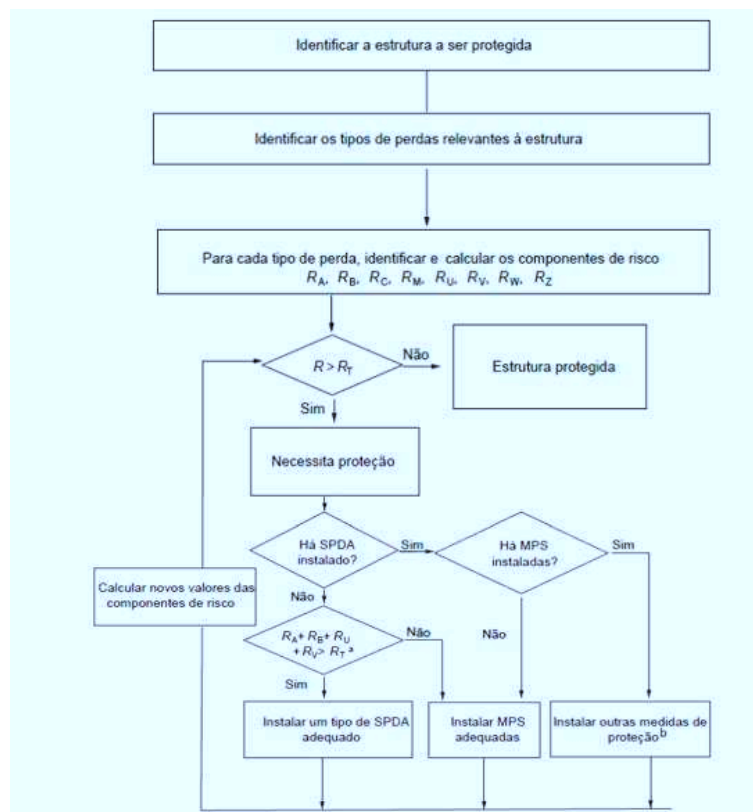 Identificar a estrutura a ser protegida
Identificar os tipos de perdas relevantes à estrutura
Para cada tipo de perda, identificar e calcular os componentes de risco
RA, RB, RC, RM, RU, RV, RW, RZ
R > RT
Não
Estrutura protegida
Sim
Necessita proteção
Há SPDA
instalado?
Sim
Há MPS
instaladas?
Sim
Calcular novos valores das
componentes de risco
Não
RA+ RB+ RU
+ RV> RT a
Não
Não
Sim
Instalar um tipo de SPDA
adequado
Instalar MPS
adequadas
Instalar outras medidas de
proteção b